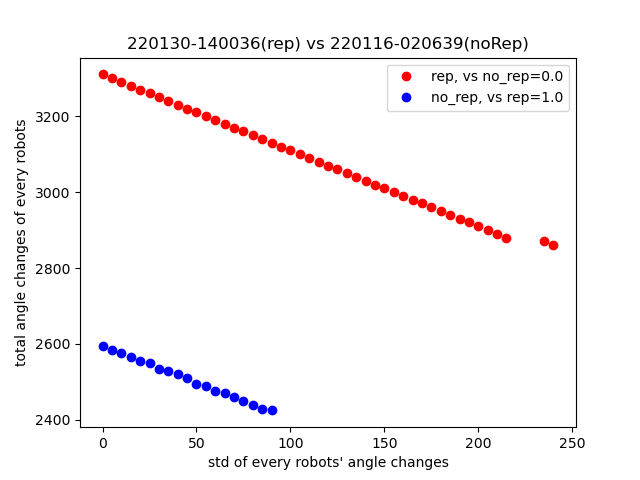 220130-140036(rep) vs 220116-020639(noRep)
rep, vs no_rep=0.0
no_rep, vs rep=1.0
total angle changes of every robots
3200
3000
2800
2600
2400
0 50 100 150 200 250
std of every robots' angle changes